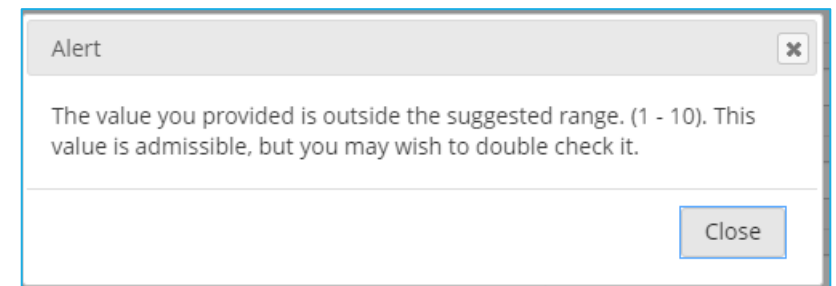 Alert
The value you provided is outside the suggested range. (1 - 10). This
value is admissible, but you may wish to double check it.
Close